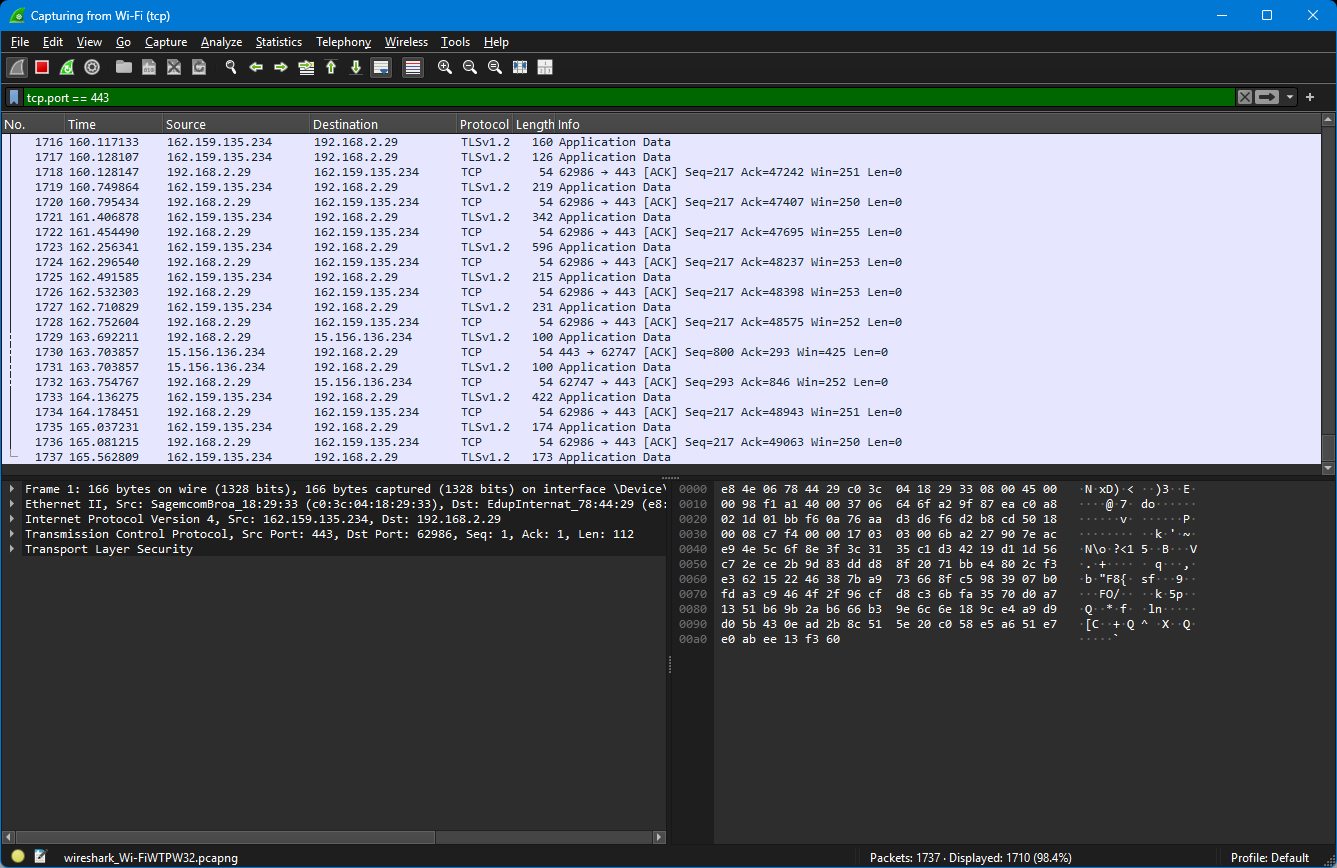 Capturing from Wi-Fi (tcp)
File Edit View Go Capture Analyze Statistics Telephony Wireless Tools Help
tcp.port == 443
No. Time Source Destination Protocol Length Info
1716 160.117133 162.159.135.234 192.168.2.29 TLSv1.2 160 Application Data
1717 160.128107 162.159.135.234 192.168.2.29 TLSv1.2 126 Application Data
1718 160.128147 192.168.2.29 162.159.135.234 TCP 54 62986 → 443 [ACK] Seq=217 Ack=47242 Win=251 Len=0
1719 160.749864 162.159.135.234 192.168.2.29 TLSv1.2 219 Application Data
1720 160.795434 192.168.2.29 162.159.135.234 TCP 54 62986 → 443 [ACK] Seq=217 Ack=47407 Win=250 Len=0
1721 161.406878 162.159.135.234 192.168.2.29 TLSv1.2 342 Application Data
1722 161.454490 192.168.2.29 162.159.135.234 TCP 54 62986 → 443 [ACK] Seq=217 Ack=47695 Win=255 Len=0
1723 162.256341 162.159.135.234 192.168.2.29 TLSv1.2 596 Application Data
1724 162.296540 192.168.2.29 162.159.135.234 TCP 54 62986 → 443 [ACK] Seq=217 Ack=48237 Win=253 Len=0
1725 162.491585 162.159.135.234 192.168.2.29 TLSv1.2 215 Application Data
1726 162.532303 192.168.2.29 162.159.135.234 TCP 54 62986 → 443 [ACK] Seq=217 Ack=48398 Win=253 Len=0
1727 162.710829 162.159.135.234 192.168.2.29 TLSv1.2 231 Application Data
1728 162.752604 192.168.2.29 162.159.135.234 TCP 54 62986 → 443 [ACK] Seq=217 Ack=48575 Win=252 Len=0
1729 163.692211 192.168.2.29 15.156.136.234 TLSv1.2 100 Application Data
1730 163.703857 15.156.136.234 192.168.2.29 TCP 54 443 → 62747 [ACK] Seq=800 Ack=293 Win=425 Len=0
1731 163.703857 15.156.136.234 192.168.2.29 TLSv1.2 100 Application Data
1732 163.754767 192.168.2.29 15.156.136.234 TCP 54 62747 → 443 [ACK] Seq=293 Ack=846 Win=252 Len=0
1733 164.136275 162.159.135.234 192.168.2.29 TLSv1.2 422 Application Data
1734 164.178451 192.168.2.29 162.159.135.234 TCP 54 62986 → 443 [ACK] Seq=217 Ack=48943 Win=251 Len=0
1735 165.037231 162.159.135.234 192.168.2.29 TLSv1.2 174 Application Data
1736 165.081215 192.168.2.29 162.159.135.234 TCP 54 62986 → 443 [ACK] Seq=217 Ack=49063 Win=250 Len=0
1737 165.562809 162.159.135.234 192.168.2.29 TLSv1.2 173 Application Data
Frame 1: 166 bytes on wire (1328 bits), 166 bytes captured (1328 bits) on interface \Device\
Ethernet II, Src: SagemcomBroa_18:29:33 (c0:3c:04:18:29:33), Dst: EdupInternat_78:44:29 (e8:
Internet Protocol Version 4, Src: 162.159.135.234, Dst: 192.168.2.29
Transmission Control Protocol, Src Port: 443, Dst Port: 62986, Seq: 1, Ack: 1, Len: 112
Transport Layer Security
0000 e8 4e 06 78 44 29 c0 3c 04 18 29 33 08 00 45 00 ·N·xD)·< ··)3··E·
0010 00 98 f1 a1 40 00 37 06 64 6f a2 9f 87 ea c0 a8 ····@·7· do······
0020 02 1d 01 bb f6 0a 76 aa d3 d6 f6 d2 b8 cd 50 18 ······v· ······P·
0030 00 08 c7 f4 00 00 17 03 03 00 6b a2 27 90 7e ac ········ ··k·'·~·
0040 e9 4e 5c 6f 8e 3f 3c 31 35 c1 d3 42 19 d1 1d 56 ·N\o·?<1 5··B···V
0050 c7 2e ce 2b 9d 83 dd d8 8f 20 71 bb e4 80 2c f3 ·.·+···· · q···,·
0060 e3 62 15 22 46 38 7b a9 73 66 8f c5 98 39 07 b0 ·b·"F8{· sf···9··
0070 fd a3 c9 46 4f 2f 96 cf d8 c3 6b fa 35 70 d0 a7 ···FO/·· ··k·5p··
0080 13 51 b6 9b 2a b6 66 b3 9e 6c 6e 18 9c e4 a9 d9 ·Q··*·f· ·ln·····
0090 d0 5b 43 0e ad 2b 8c 51 5e 20 c0 58 e5 a6 51 e7 ·[C··+·Q ^ ·X··Q·
00a0 e0 ab ee 13 f3 60 ·····`
wireshark_Wi-FiWTPW32.pcapng
Packets: 1737 · Displayed: 1710 (98.4%)
Profile: Default